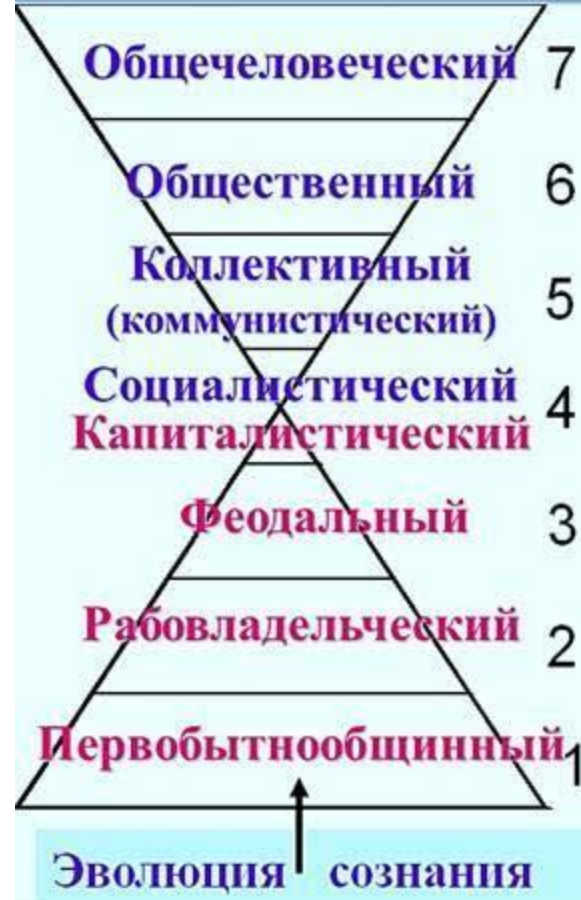 Общечеловеческий 7
Общественный 6
Коллективный
(коммунистический) 5
Социалистический
Капиталистический 4
Феодальный 3
Рабовладельческий 2
Первобытнообщинный 1
Эволюция сознания